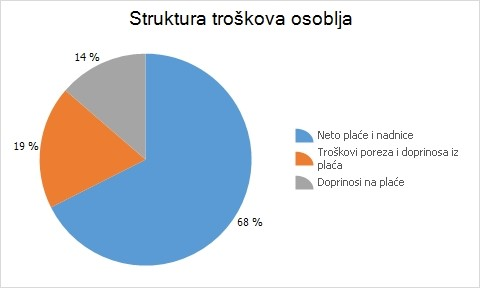 Struktura troškova osoblja
14 %
19 %
68 %
Neto plaće i nadnice
Troškovi poreza i doprinosa iz
plaća
Doprinosi na plaće